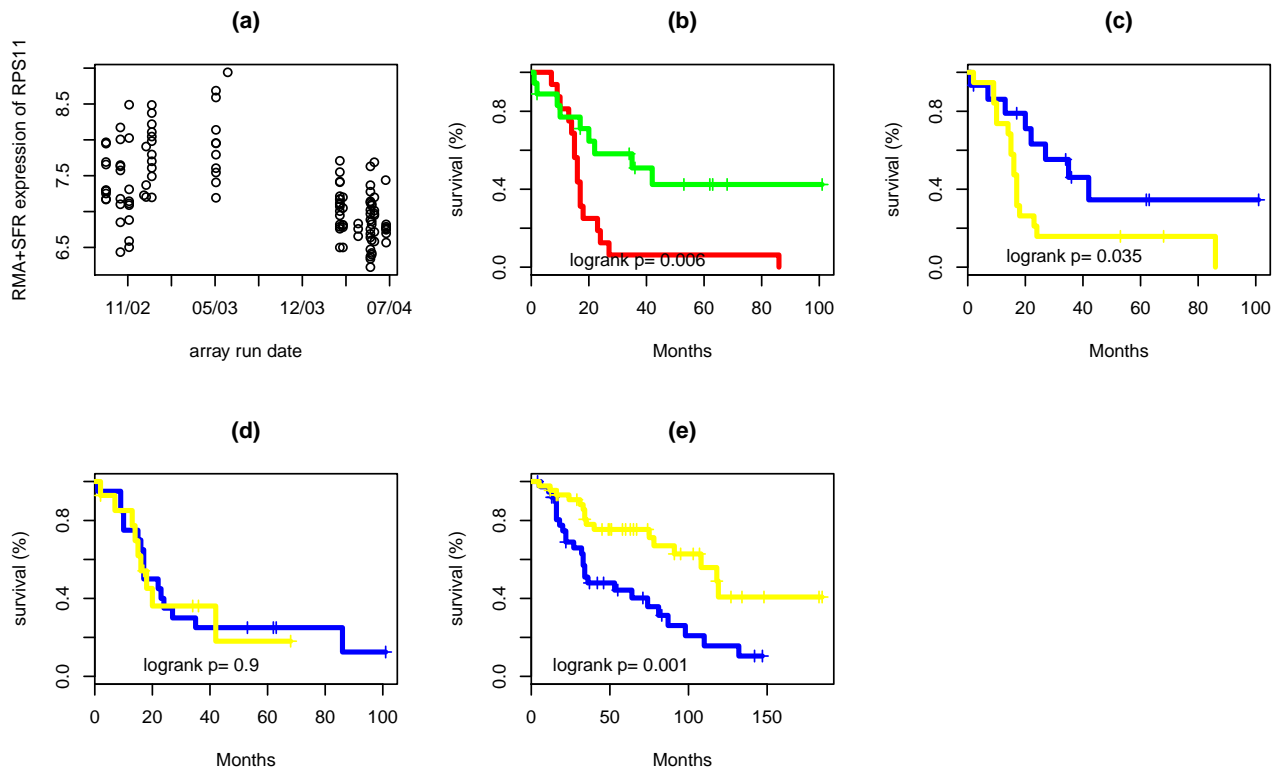 (a)
RMA+SFR expression of RPS11
8.5
7.5
6.5
11/02 05/03 12/03 07/04
array run date
(b)
survival (%)
0.8
0.4
0.0
logrank p= 0.006
0 20 40 60 80 100
Months
(c)
survival (%)
0.8
0.4
0.0
logrank p= 0.035
0 20 40 60 80 100
Months
(d)
survival (%)
0.8
0.4
0.0
logrank p= 0.9
0 20 40 60 80 100
Months
(e)
survival (%)
0.8
0.4
0.0
logrank p= 0.001
0 50 100 150
Months